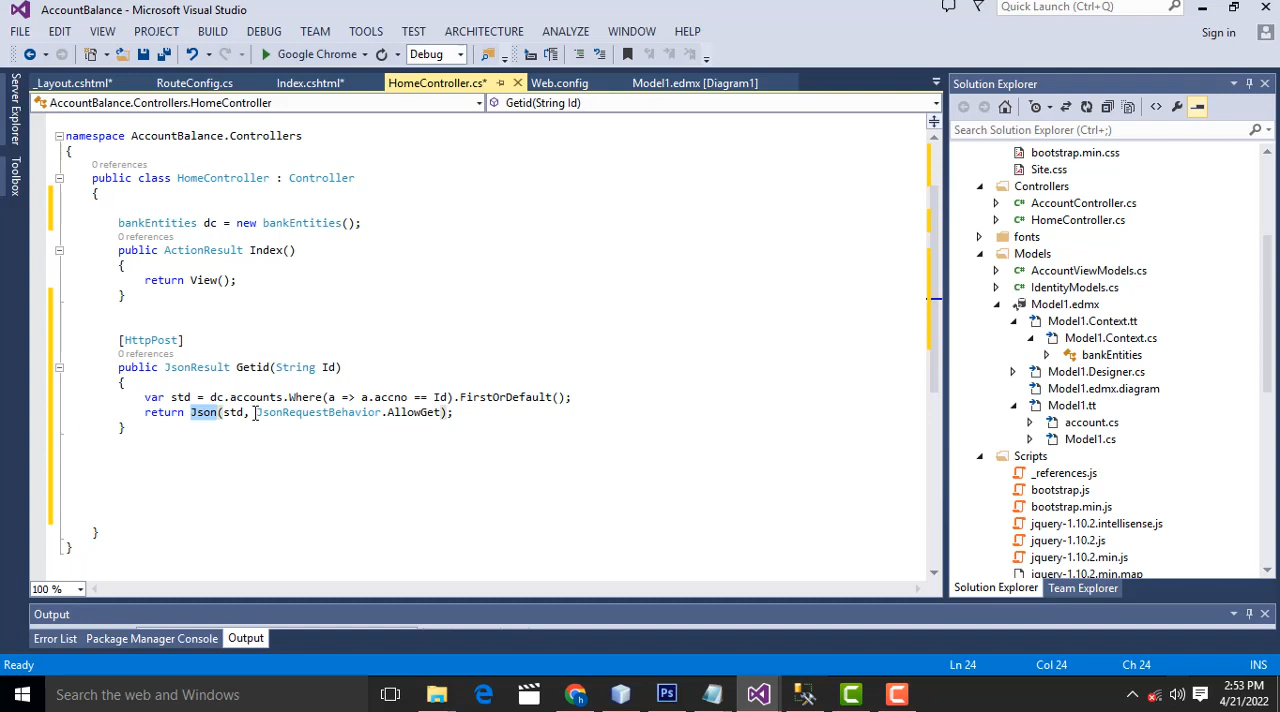 AccountBalance - Microsoft Visual Studio
Quick Launch (Ctrl+Q)
FILE EDIT VIEW PROJECT BUILD DEBUG TEAM TOOLS TEST ARCHITECTURE ANALYZE WINDOW HELP
Sign in
Google Chrome
Debug
_Layout.cshtml* RouteConfig.cs Index.cshtml* HomeController.cs* Web.config Model1.edmx [Diagram1]
AccountBalance.Controllers.HomeController
Getid(String Id)
Server Explorer
Toolbox
namespace AccountBalance.Controllers
{
0 references
public class HomeController : Controller
{
bankEntities dc = new bankEntities();
0 references
public ActionResult Index()
{
return View();
}
[HttpPost]
0 references
public JsonResult Getid(String Id)
{
var std = dc.accounts.Where(a => a.accno == Id).FirstOrDefault();
return Json(std, JsonRequestBehavior.AllowGet);
}
}
}
100 %
Solution Explorer
Search Solution Explorer (Ctrl+;)
bootstrap.min.css
Site.css
Controllers
AccountController.cs
HomeController.cs
fonts
Models
AccountViewModels.cs
IdentityModels.cs
Model1.edmx
Model1.Context.tt
Model1.Context.cs
bankEntities
Model1.Designer.cs
Model1.edmx.diagram
Model1.tt
account.cs
Model1.cs
Scripts
_references.js
bootstrap.js
bootstrap.min.js
jquery-1.10.2.intellisense.js
jquery-1.10.2.js
jquery-1.10.2.min.js
jquery-1.10.2.min.map
Solution Explorer Team Explorer
Output
Error List Package Manager Console Output
Ready
Ln 24 Col 24 Ch 24 INS
Search the web and Windows
2:53 PM
4/21/2022